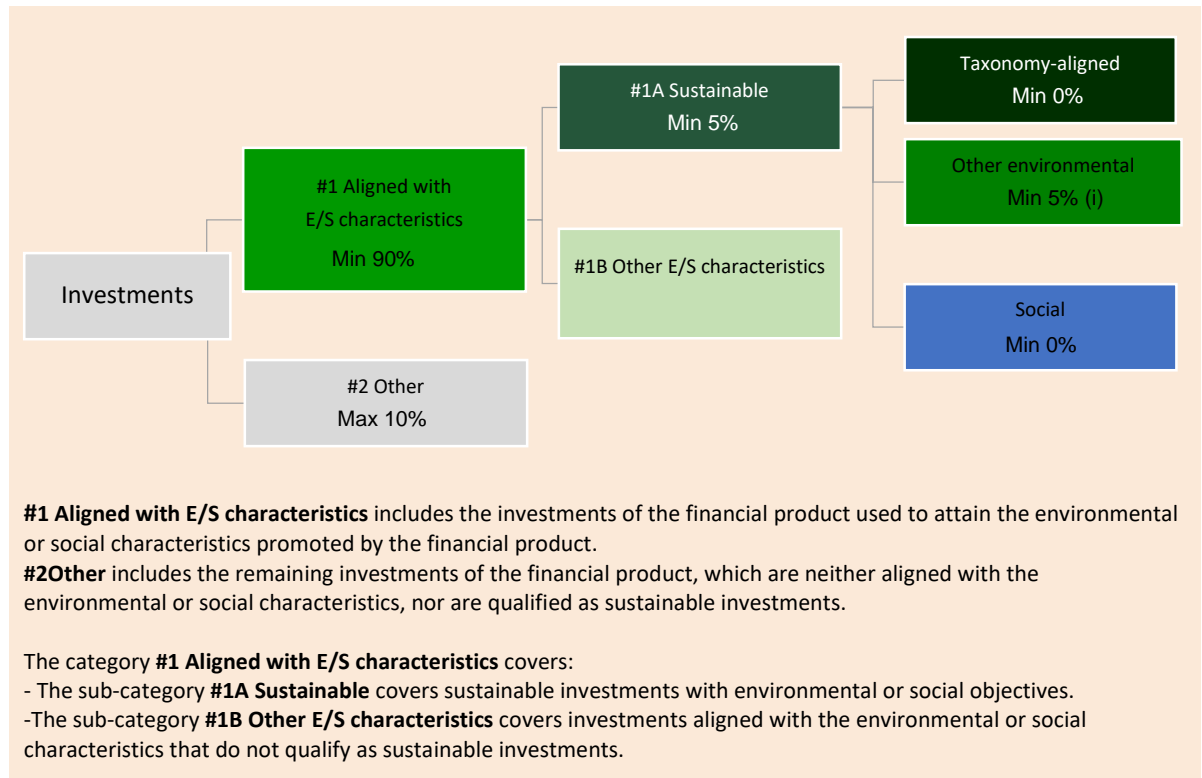 Investments
#1 Aligned with
E/S characteristics
Min 90%
#2 Other
Max 10%
#1A Sustainable
Min 5%
#1B Other E/S characteristics
Taxonomy-aligned
Min 0%
Other environmental
Min 5% (i)
Social
Min 0%
#1 Aligned with E/S characteristics includes the investments of the financial product used to attain the environmental
or social characteristics promoted by the financial product.
#2Other includes the remaining investments of the financial product, which are neither aligned with the
environmental or social characteristics, nor are qualified as sustainable investments.
The category #1 Aligned with E/S characteristics covers:
- The sub-category #1A Sustainable covers sustainable investments with environmental or social objectives.
-The sub-category #1B Other E/S characteristics covers investments aligned with the environmental or social
characteristics that do not qualify as sustainable investments.